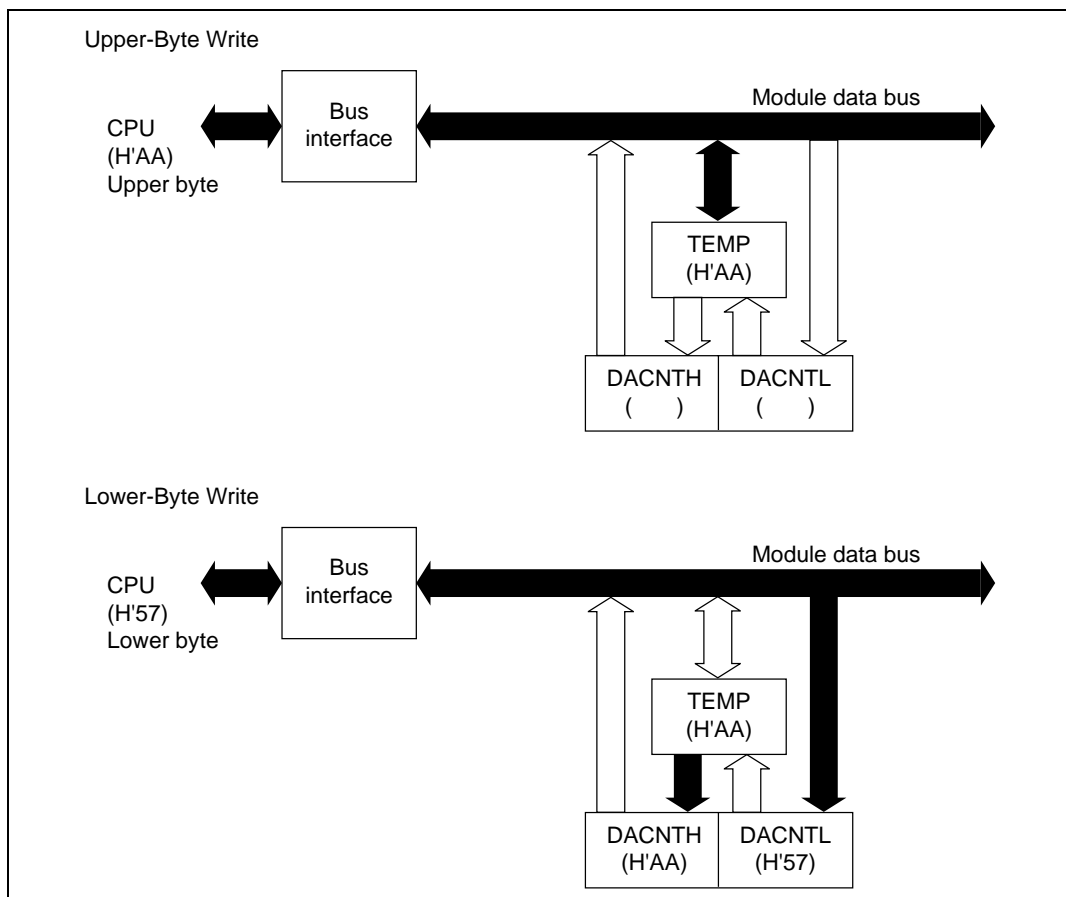 Upper-Byte Write
CPU
(H'AA)
Upper byte
Bus
interface
Module data bus
TEMP
(H'AA)
DACNTH
( )
DACNTL
( )
Lower-Byte Write
CPU
(H'57)
Lower byte
Bus
interface
Module data bus
TEMP
(H'AA)
DACNTH
(H'AA)
DACNTL
(H'57)